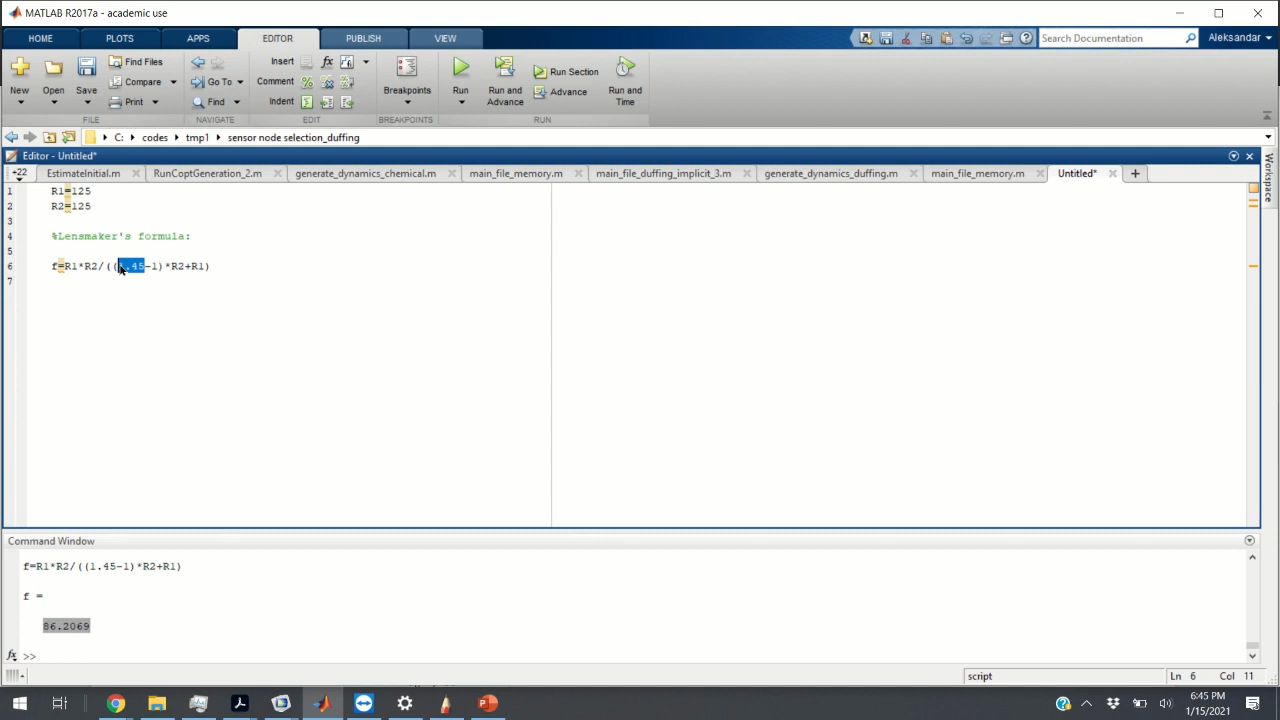 MATLAB R2017a - academic use
HOME PLOTS APPS EDITOR PUBLISH VIEW
Search Documentation Aleksandar
New Open Save Find Files Compare Print
Go To Find
Insert fx Comment % Indent
Breakpoints
Run Run and Advance Run Section Advance Run and Time
FILE NAVIGATE EDIT BREAKPOINTS RUN
C: codes tmp1 sensor node selection_duffing
Editor - Untitled*
+22 EstimateInitial.m RunCoptGeneration_2.m generate_dynamics_chemical.m main_file_memory.m main_file_duffing_implicit_3.m generate_dynamics_duffing.m main_file_memory.m Untitled* +
Workspace
1 R1=125
2 R2=125
3
4 %Lensmaker's formula:
5
6 f=R1*R2/((1.45-1)*R2+R1)
7
Command Window
f=R1*R2/((1.45-1)*R2+R1)
f =
86.2069
fx >>
script Ln 6 Col 11
6:45 PM
1/15/2021